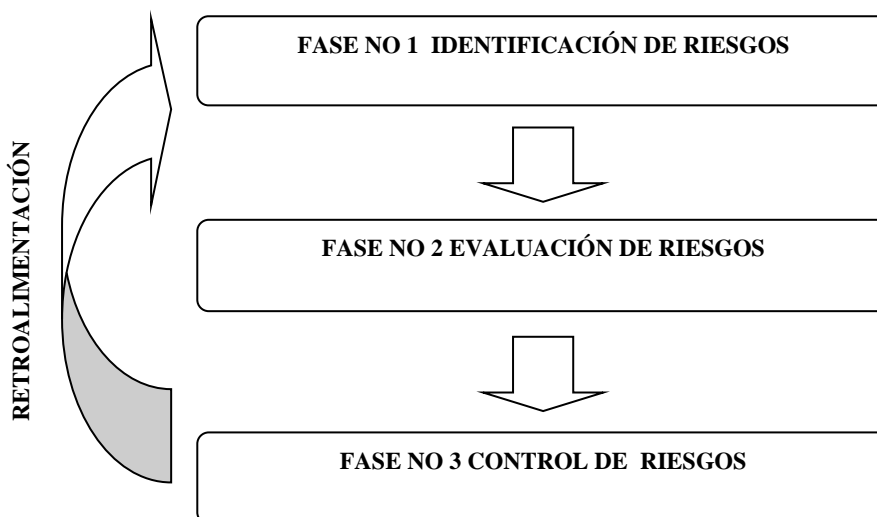 FASE NO 1 IDENTIFICACIÓN DE RIESGOS
RETROALIMENTACIÓN
FASE NO 2 EVALUACIÓN DE RIESGOS
FASE NO 3 CONTROL DE RIESGOS